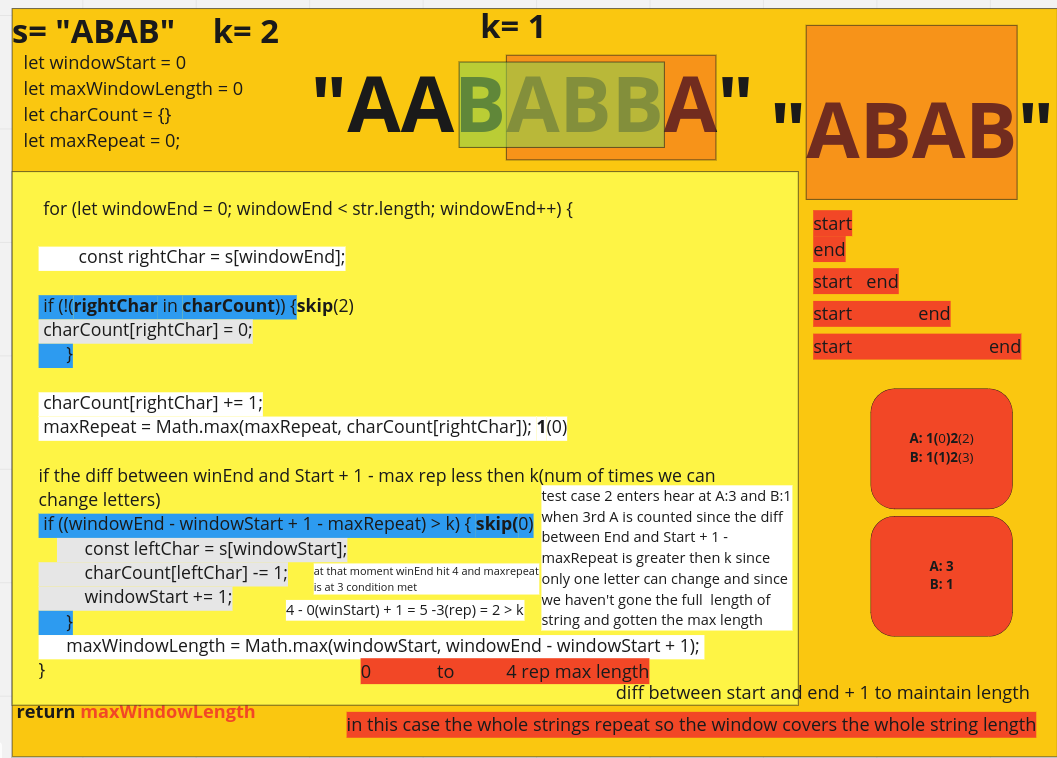 s= "ABAB" k= 2
k= 1
let windowStart = 0
let maxWindowLength = 0
let charCount = {}
let maxRepeat = 0;
"AABABBA"
"ABAB"
start
end
start end
start end
start end
for (let windowEnd = 0; windowEnd < str.length; windowEnd++) {
const rightChar = s[windowEnd];
if (!(rightChar in charCount)) {skip(2)
charCount[rightChar] = 0;
}
charCount[rightChar] += 1;
maxRepeat = Math.max(maxRepeat, charCount[rightChar]); 1(0)
if the diff between winEnd and Start + 1 - max rep less then k(num of times we can
change letters)
if ((windowEnd - windowStart + 1 - maxRepeat) > k) { skip(0)
const leftChar = s[windowStart];
charCount[leftChar] -= 1;
windowStart += 1;
}
at that moment winEnd hit 4 and maxrepeat
is at 3 condition met
4 - 0(winStart) + 1 = 5 -3(rep) = 2 > k
test case 2 enters hear at A:3 and B:1
when 3rd A is counted since the diff
between End and Start + 1 -
maxRepeat is greater then k since
only one letter can change and since
we haven't gone the full length of
string and gotten the max length
maxWindowLength = Math.max(windowStart, windowEnd - windowStart + 1);
}
0 to 4 rep max length
A: 1(0)2(2)
B: 1(1)2(3)
A: 3
B: 1
diff between start and end + 1 to maintain length
return maxWindowLength
in this case the whole strings repeat so the window covers the whole string length